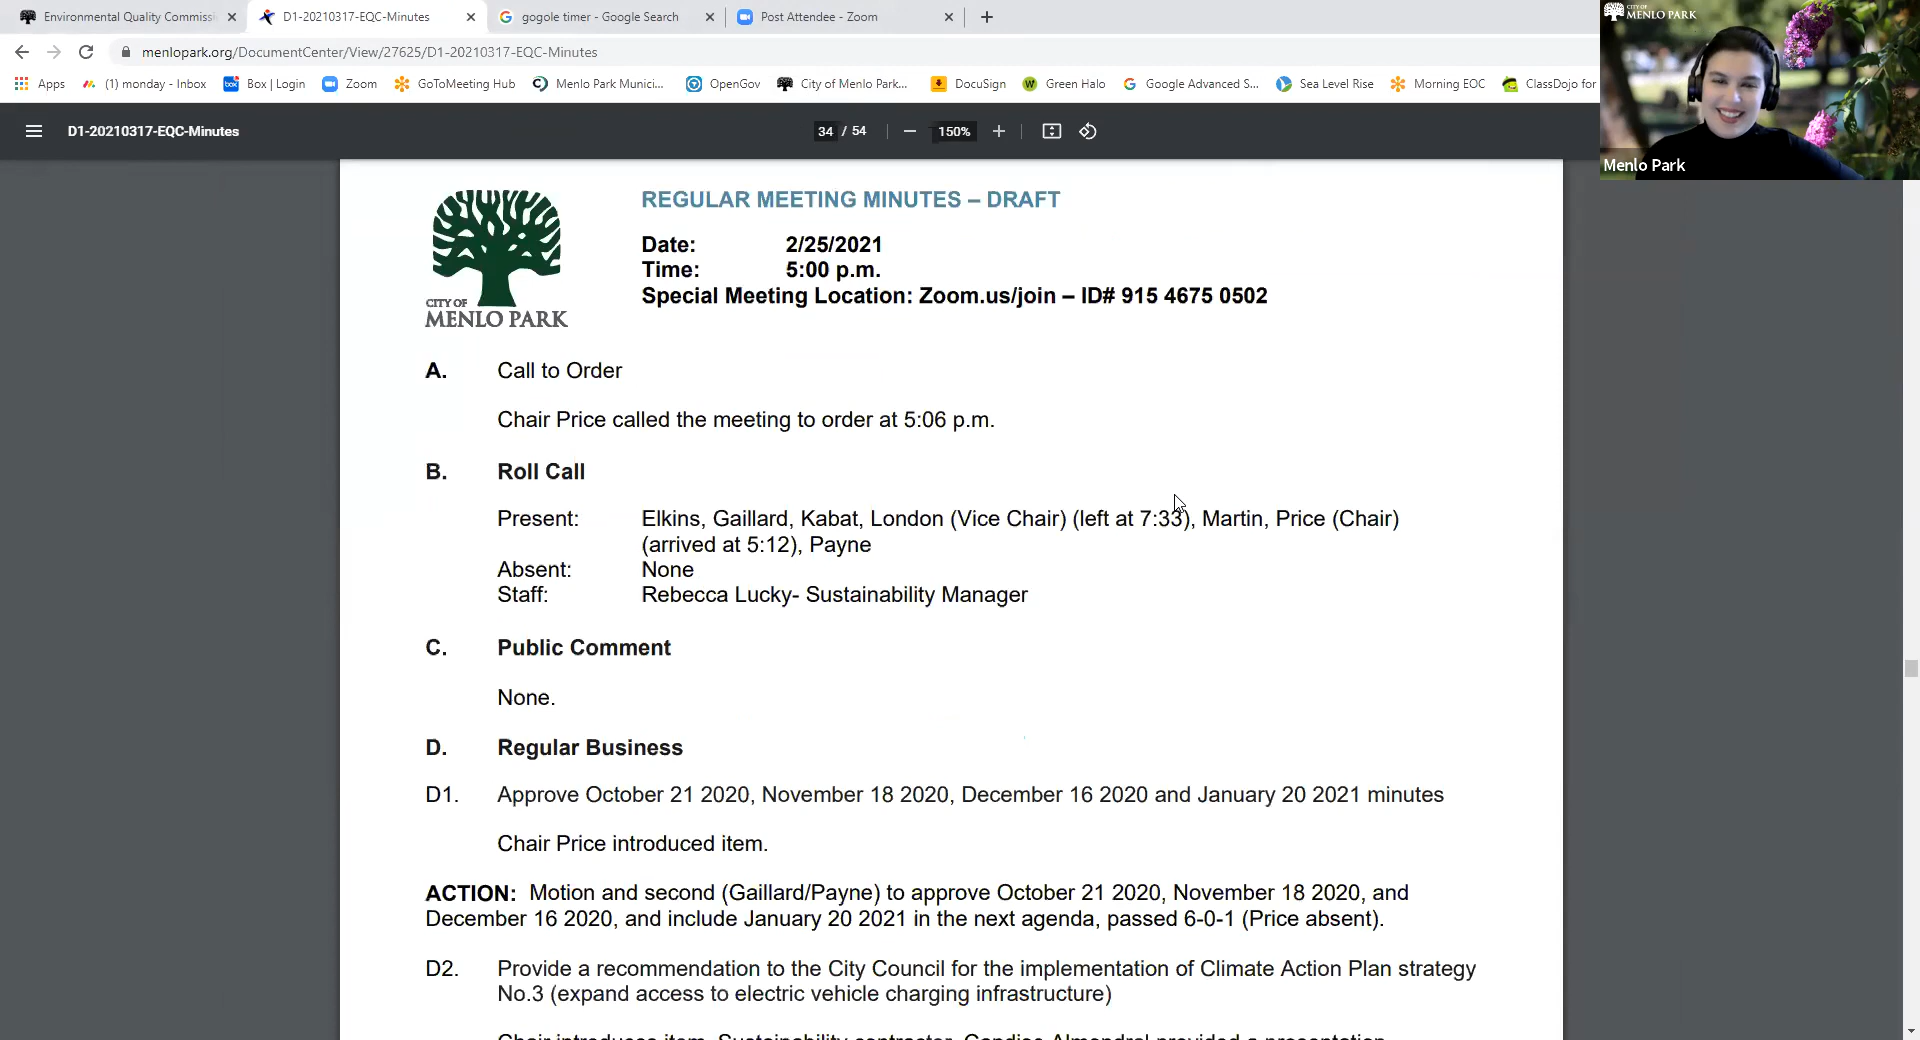 Environmental Quality Commissi
D1-20210317-EQC-Minutes
gogole timer - Google Search
Post Attendee - Zoom
menlopark.org/DocumentCenter/View/27625/D1-20210317-EQC-Minutes
Apps
(1) monday - Inbox
Box | Login
Zoom
GoToMeeting Hub
Menlo Park Munici...
OpenGov
City of Menlo Park...
DocuSign
Green Halo
Google Advanced S...
Sea Level Rise
Morning EOC
ClassDojo for
CITY OF
MENLO PARK
Menlo Park
D1-20210317-EQC-Minutes
34 / 54
150%
CITY OF
MENLO PARK
REGULAR MEETING MINUTES – DRAFT
Date: 2/25/2021
Time: 5:00 p.m.
Special Meeting Location: Zoom.us/join – ID# 915 4675 0502
A. Call to Order
Chair Price called the meeting to order at 5:06 p.m.
B. Roll Call
Present: Elkins, Gaillard, Kabat, London (Vice Chair) (left at 7:33), Martin, Price (Chair)
(arrived at 5:12), Payne
Absent: None
Staff: Rebecca Lucky- Sustainability Manager
C. Public Comment
None.
D. Regular Business
D1. Approve October 21 2020, November 18 2020, December 16 2020 and January 20 2021 minutes
Chair Price introduced item.
ACTION: Motion and second (Gaillard/Payne) to approve October 21 2020, November 18 2020, and
December 16 2020, and include January 20 2021 in the next agenda, passed 6-0-1 (Price absent).
D2. Provide a recommendation to the City Council for the implementation of Climate Action Plan strategy
No.3 (expand access to electric vehicle charging infrastructure)
Chair introduces item. Sustainability contractor, Candise Almendral provided a presentation.